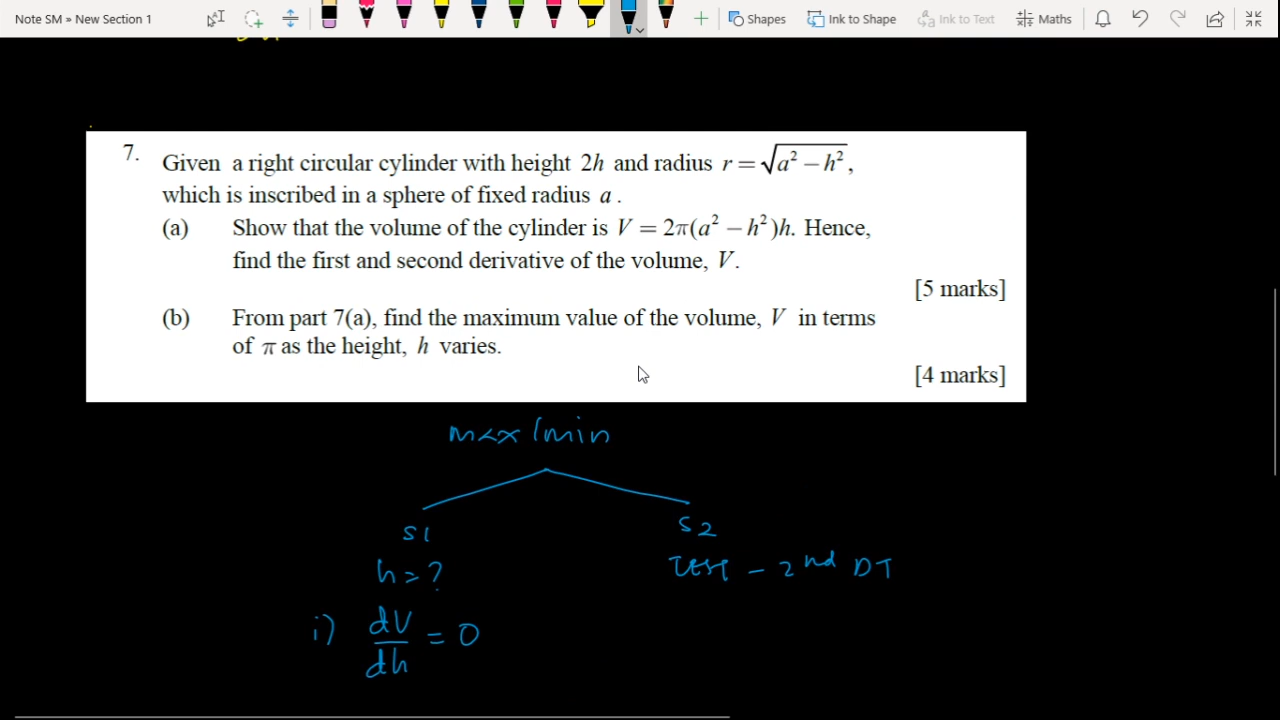 Note SM » New Section 1
Shapes
Ink to Shape
Ink to Text
Maths
7. Given a right circular cylinder with height 2h and radius r = √(a² – h²),
which is inscribed in a sphere of fixed radius a .
(a) Show that the volume of the cylinder is V = 2π(a² – h²)h. Hence,
find the first and second derivative of the volume, V.
[5 marks]
(b) From part 7(a), find the maximum value of the volume, V in terms
of π as the height, h varies.
[4 marks]
max/min
S1
S2
h = ?
Test – 2nd DT
i) dV/dh = 0